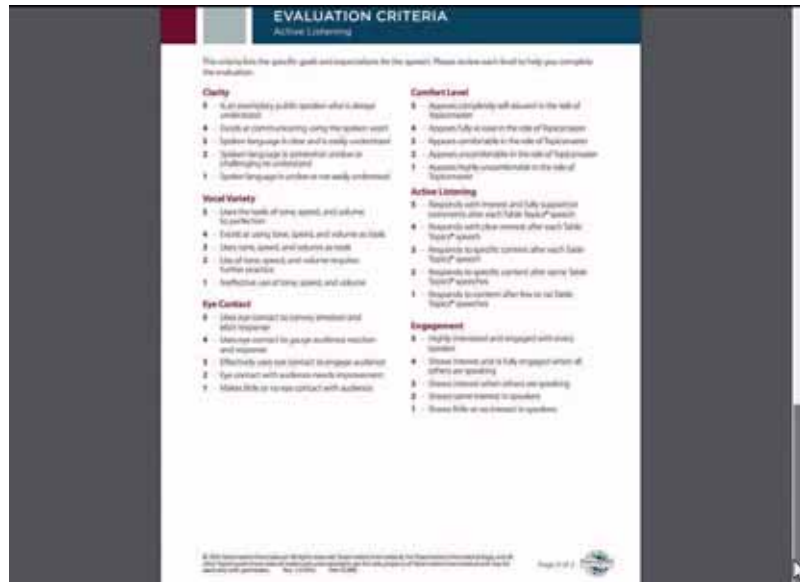 EVALUATION CRITERIA
Active Listening
This criteria lists the specific goals and expectations for the speech. Please review each level to help you complete
the evaluation.
Clarity
5 – Is an exemplary public speaker who is always
understood
4 – Excels at communicating using the spoken word
3 – Spoken language is clear and is easily understood
2 – Spoken language is somewhat unclear or
challenging to understand
1 – Spoken language is unclear or not easily understood
Vocal Variety
5 – Uses the tools of tone, speed, and volume
to perfection
4 – Excels at using tone, speed, and volume as tools
3 – Uses tone, speed, and volume as tools
2 – Use of tone, speed, and volume requires
further practice
1 – Ineffective use of tone, speed, and volume
Eye Contact
5 – Uses eye contact to convey emotion and
elicit response
4 – Uses eye contact to gauge audience reaction
and response
3 – Effectively uses eye contact to engage audience
2 – Eye contact with audience needs improvement
1 – Makes little or no eye contact with audience
Comfort Level
5 – Appears completely self-assured in the role of
Topicsmaster
4 – Appears fully at ease in the role of Topicsmaster
3 – Appears comfortable in the role of Topicsmaster
2 – Appears uncomfortable in the role of Topicsmaster
1 – Appears highly uncomfortable in the role of
Topicsmaster
Active Listening
5 – Responds with interest and fully supportive
comments after each Table Topics® speech
4 – Responds with clear interest after each Table
Topics® speech
3 – Responds to specific content after each Table
Topics® speech
2 – Responds to specific content after some Table
Topics® speeches
1 – Responds to content after few or no Table
Topics® speeches
Engagement
5 – Highly interested and engaged with every
speaker
4 – Shows interest and is fully engaged when all
others are speaking
3 – Shows interest when others are speaking
2 – Shows some interest in speakers
1 – Shows little or no interest in speakers
Page 2 of 2